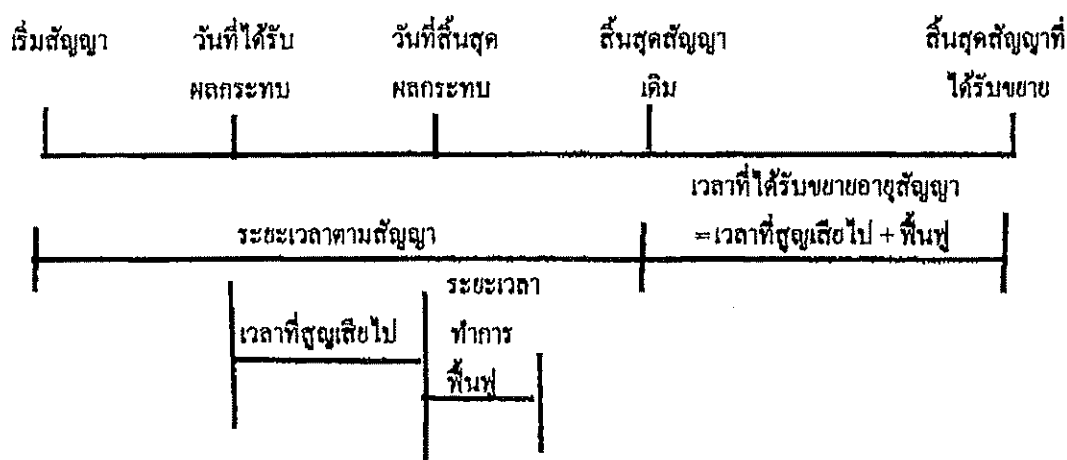 เริ่มสัญญา วันที่ได้รับ วันที่สิ้นสุด สิ้นสุดสัญญา สิ้นสุดสัญญาที่
ผลกระทบ ผลกระทบ เดิม ได้รับขยาย
เวลาที่ได้รับขยายอายุสัญญา
ระยะเวลาตามสัญญา =เวลาที่สูญเสียไป + ฟื้นฟู
ระยะเวลา
เวลาที่สูญเสียไป ทำการ
ฟื้นฟู